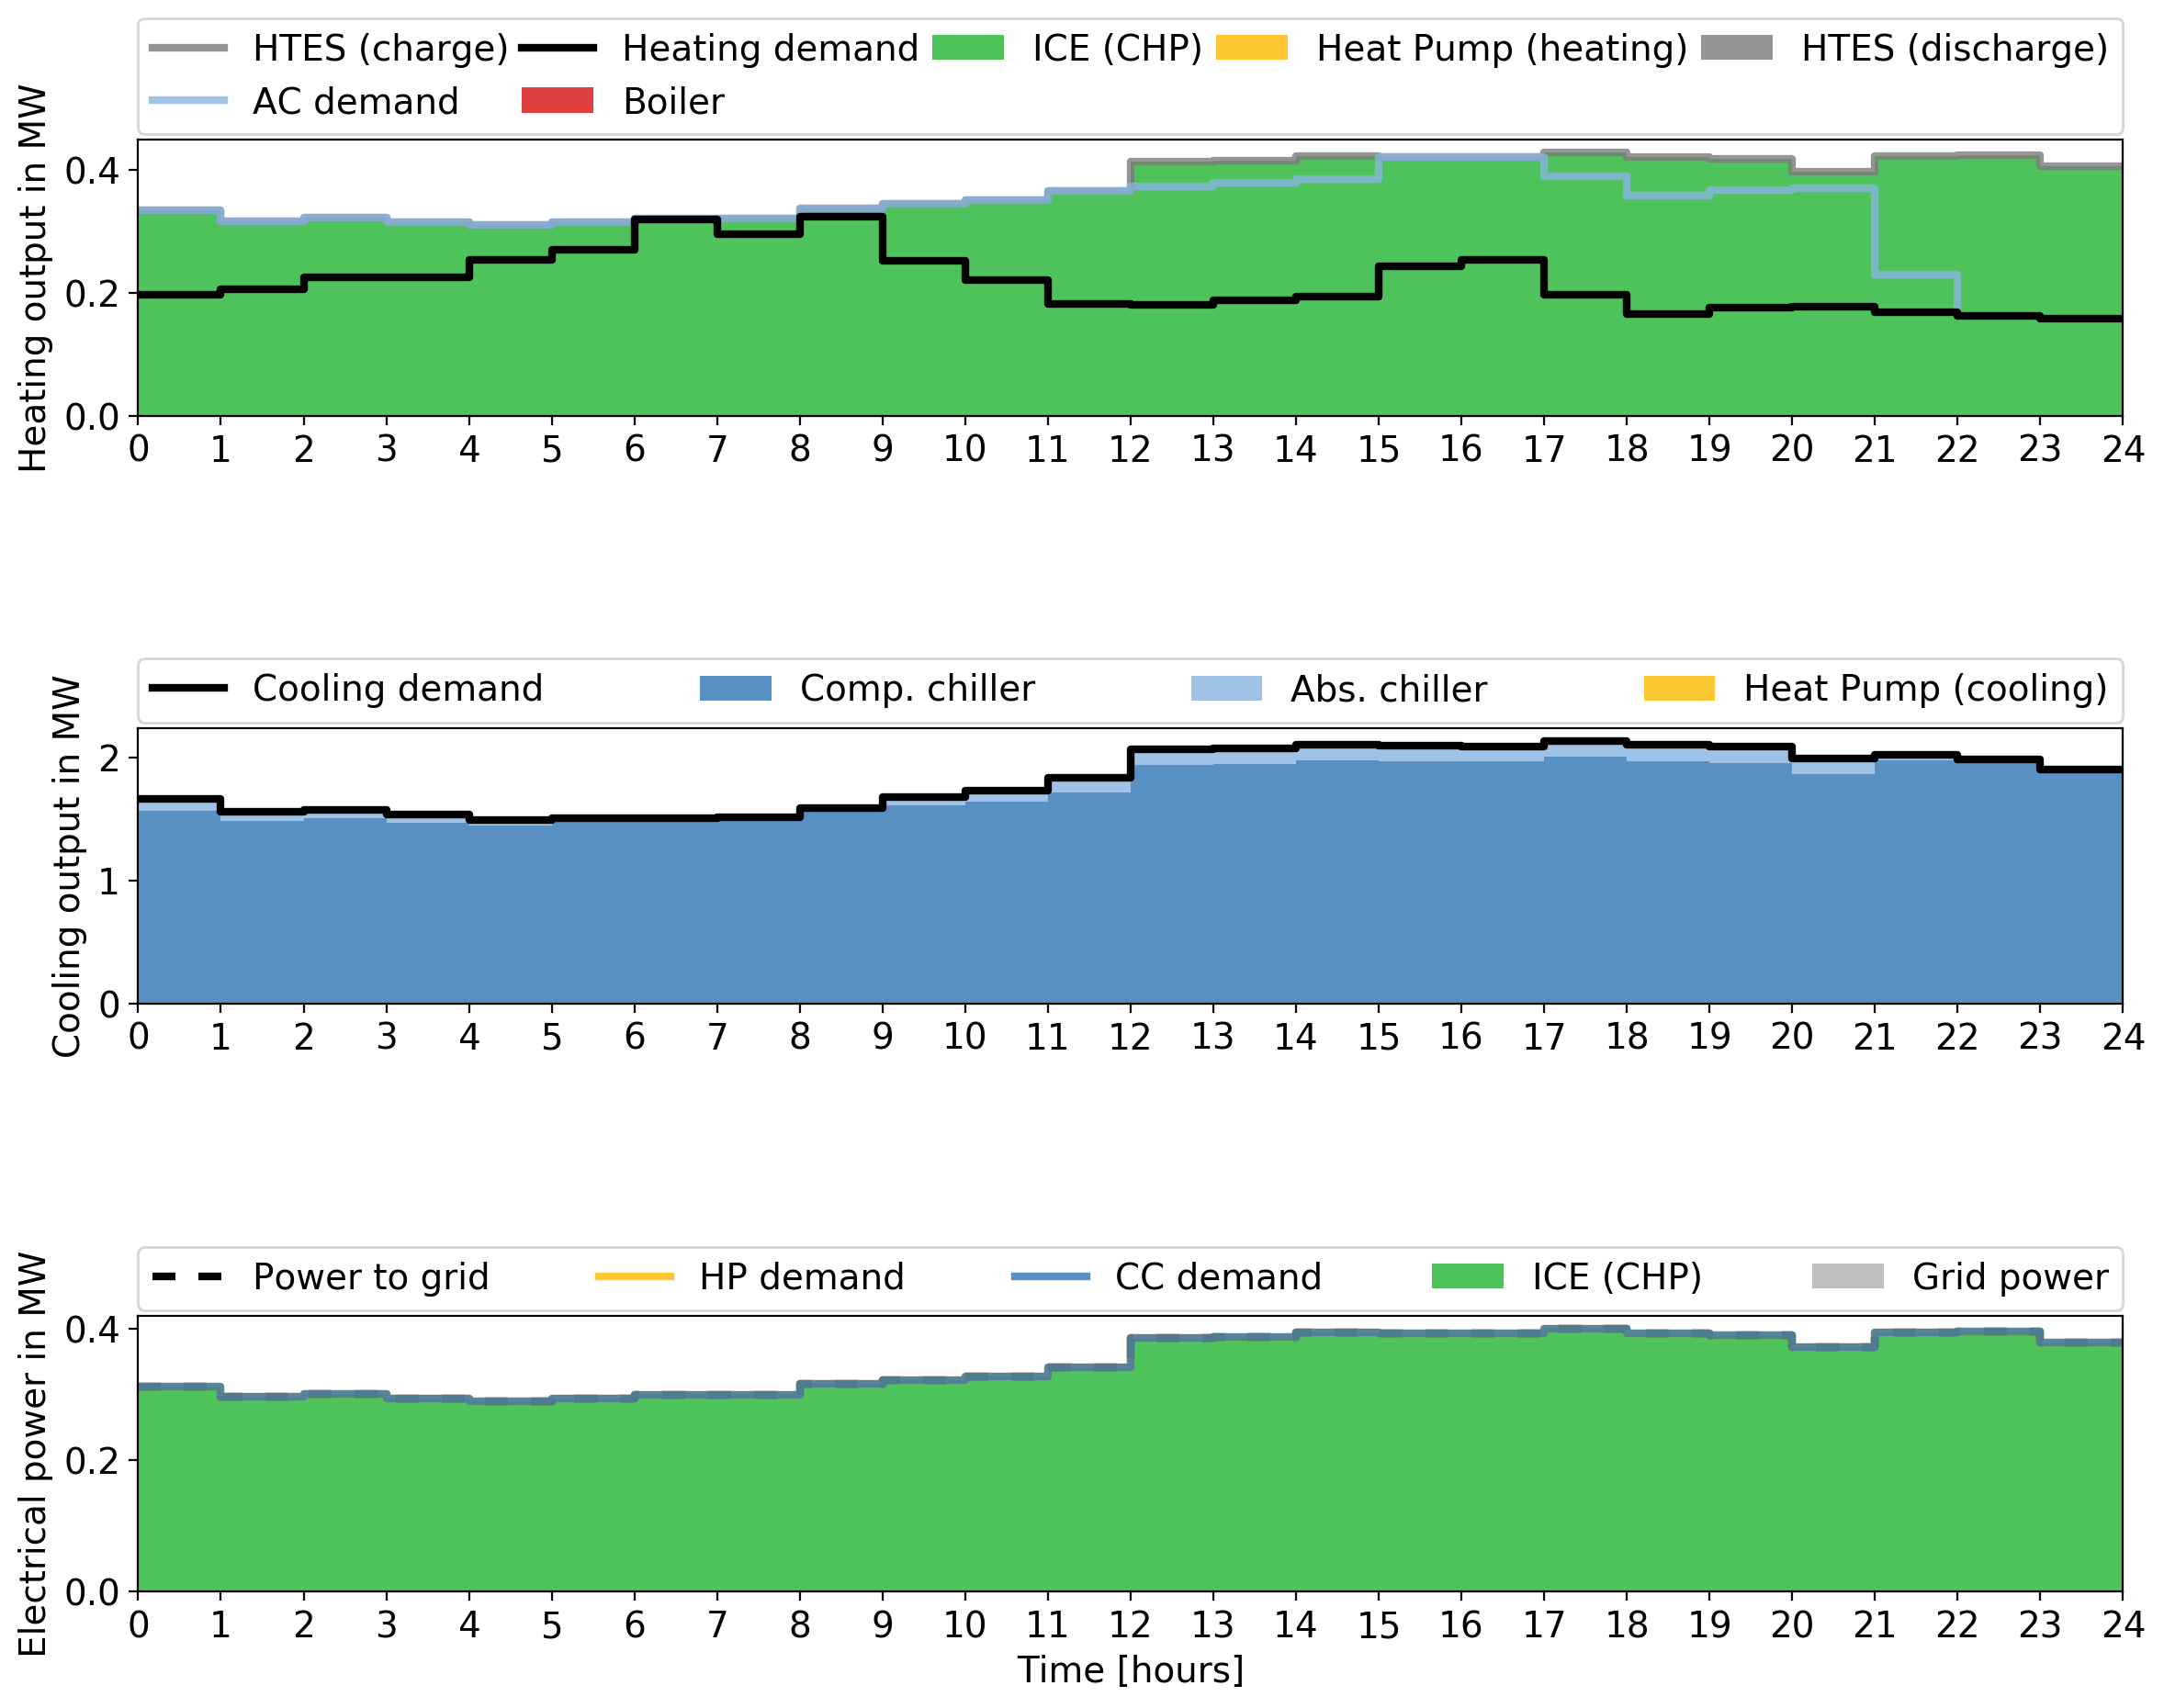 HTES (charge) Heating demand ICE (CHP) Heat Pump (heating) HTES (discharge)
AC demand Boiler
Heating output in MW
0.4
0.2
0.0
0 1 2 3 4 5 6 7 8 9 10 11 12 13 14 15 16 17 18 19 20 21 22 23 24
Cooling demand Comp. chiller Abs. chiller Heat Pump (cooling)
Cooling output in MW
2
1
0
0 1 2 3 4 5 6 7 8 9 10 11 12 13 14 15 16 17 18 19 20 21 22 23 24
Power to grid HP demand CC demand ICE (CHP) Grid power
Electrical power in MW
0.4
0.2
0.0
0 1 2 3 4 5 6 7 8 9 10 11 12 13 14 15 16 17 18 19 20 21 22 23 24
Time [hours]